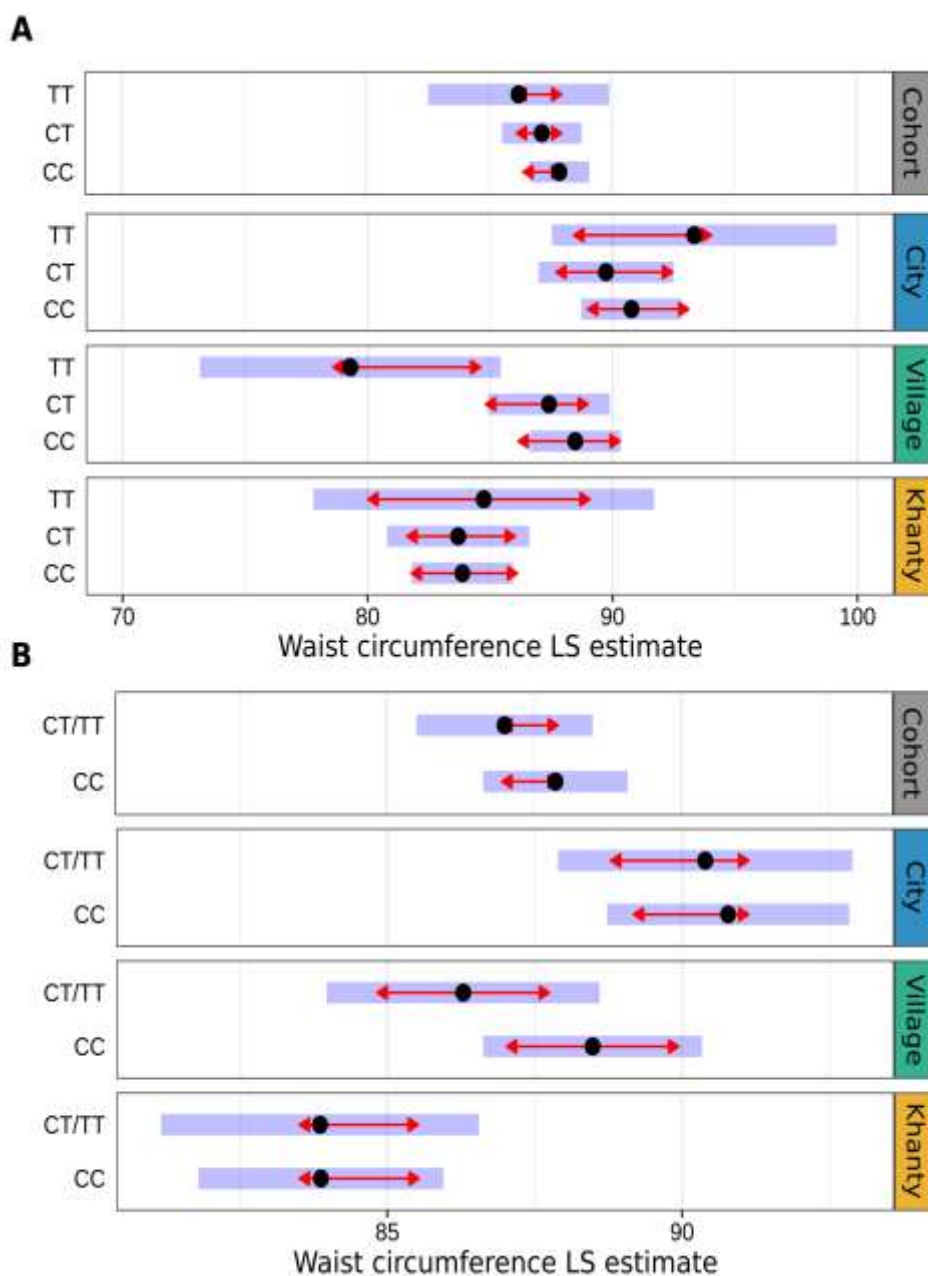 A
TT
CT
CC
Cohort
TT
CT
CC
City
TT
CT
CC
Village
TT
CT
CC
Khanty
70 80 90 100
Waist circumference LS estimate
B
CT/TT
CC
Cohort
CT/TT
CC
City
CT/TT
CC
Village
CT/TT
CC
Khanty
85 90
Waist circumference LS estimate